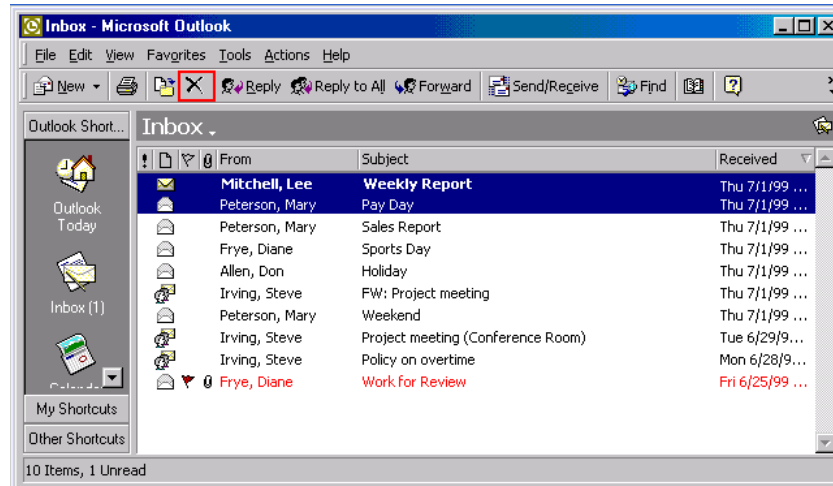 Inbox - Microsoft Outlook
File Edit View Favorites Tools Actions Help
New Reply Reply to All Forward Send/Receive Find
Outlook Short... Inbox
! From Subject Received
Mitchell, Lee Weekly Report Thu 7/1/99 ...
Peterson, Mary Pay Day Thu 7/1/99 ...
Peterson, Mary Sales Report Thu 7/1/99 ...
Frye, Diane Sports Day Thu 7/1/99 ...
Allen, Don Holiday Thu 7/1/99 ...
Irving, Steve FW: Project meeting Thu 7/1/99 ...
Peterson, Mary Weekend Thu 7/1/99 ...
Irving, Steve Project meeting (Conference Room) Tue 6/29/9...
Irving, Steve Policy on overtime Mon 6/28/9...
Frye, Diane Work for Review Fri 6/25/99 ...
Outlook
Today
Inbox (1)
My Shortcuts
Other Shortcuts
10 Items, 1 Unread